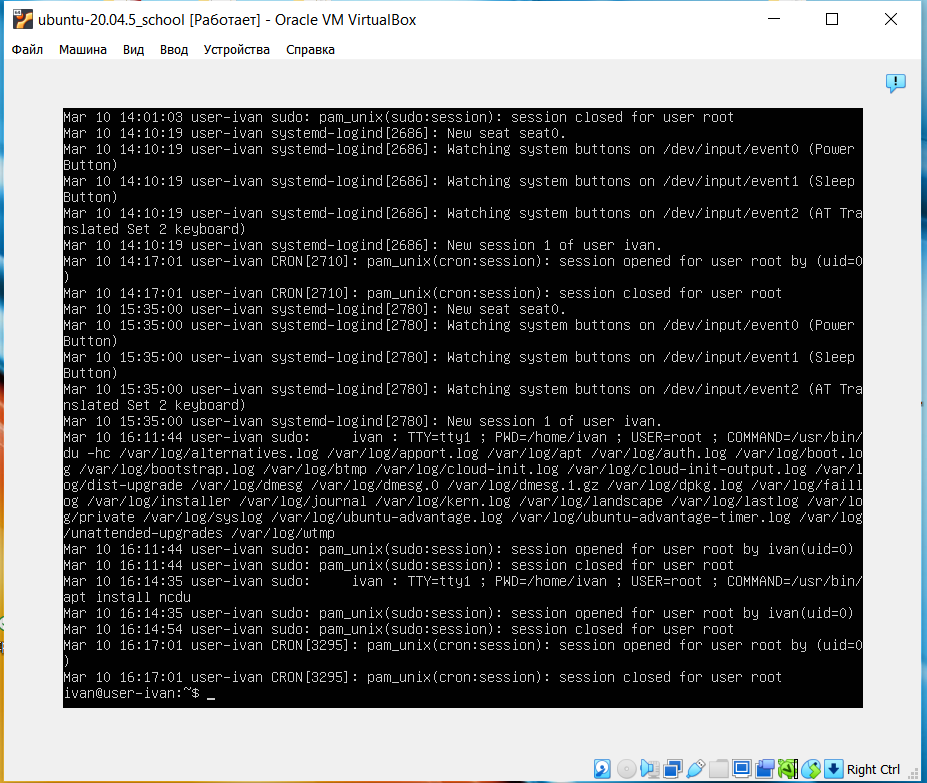 ubuntu-20.04.5_school [Работает] - Oracle VM VirtualBox
Файл Машина Вид Ввод Устройства Справка
Mar 10 14:01:03 user-ivan sudo: pam_unix(sudo:session): session closed for user root
Mar 10 14:10:19 user-ivan systemd-logind[2686]: New seat seat0.
Mar 10 14:10:19 user-ivan systemd-logind[2686]: Watching system buttons on /dev/input/event0 (Power
Button)
Mar 10 14:10:19 user-ivan systemd-logind[2686]: Watching system buttons on /dev/input/event1 (Sleep
Button)
Mar 10 14:10:19 user-ivan systemd-logind[2686]: Watching system buttons on /dev/input/event2 (AT Tra
nslated Set 2 keyboard)
Mar 10 14:10:19 user-ivan systemd-logind[2686]: New session 1 of user ivan.
Mar 10 14:17:01 user-ivan CRON[2710]: pam_unix(cron:session): session opened for user root by (uid=0
)
Mar 10 14:17:01 user-ivan CRON[2710]: pam_unix(cron:session): session closed for user root
Mar 10 15:35:00 user-ivan systemd-logind[2780]: New seat seat0.
Mar 10 15:35:00 user-ivan systemd-logind[2780]: Watching system buttons on /dev/input/event0 (Power
Button)
Mar 10 15:35:00 user-ivan systemd-logind[2780]: Watching system buttons on /dev/input/event1 (Sleep
Button)
Mar 10 15:35:00 user-ivan systemd-logind[2780]: Watching system buttons on /dev/input/event2 (AT Tra
nslated Set 2 keyboard)
Mar 10 15:35:00 user-ivan systemd-logind[2780]: New session 1 of user ivan.
Mar 10 16:11:44 user-ivan sudo:     ivan : TTY=tty1 ; PWD=/home/ivan ; USER=root ; COMMAND=/usr/bin/
du -hc /var/log/alternatives.log /var/log/apport.log /var/log/apt /var/log/auth.log /var/log/boot.lo
g /var/log/bootstrap.log /var/log/btmp /var/log/cloud-init.log /var/log/cloud-init-output.log /var/l
og/dist-upgrade /var/log/dmesg /var/log/dmesg.0 /var/log/dmesg.1.gz /var/log/dpkg.log /var/log/faill
og /var/log/installer /var/log/journal /var/log/kern.log /var/log/landscape /var/log/lastlog /var/lo
g/private /var/log/syslog /var/log/ubuntu-advantage.log /var/log/ubuntu-advantage-timer.log /var/log
/unattended-upgrades /var/log/wtmp
Mar 10 16:11:44 user-ivan sudo: pam_unix(sudo:session): session opened for user root by ivan(uid=0)
Mar 10 16:11:44 user-ivan sudo: pam_unix(sudo:session): session closed for user root
Mar 10 16:14:35 user-ivan sudo:     ivan : TTY=tty1 ; PWD=/home/ivan ; USER=root ; COMMAND=/usr/bin/
apt install ncdu
Mar 10 16:14:35 user-ivan sudo: pam_unix(sudo:session): session opened for user root by ivan(uid=0)
Mar 10 16:14:54 user-ivan sudo: pam_unix(sudo:session): session closed for user root
Mar 10 16:17:01 user-ivan CRON[3295]: pam_unix(cron:session): session opened for user root by (uid=0
)
Mar 10 16:17:01 user-ivan CRON[3295]: pam_unix(cron:session): session closed for user root
ivan@user-ivan:~$ _
Right Ctrl